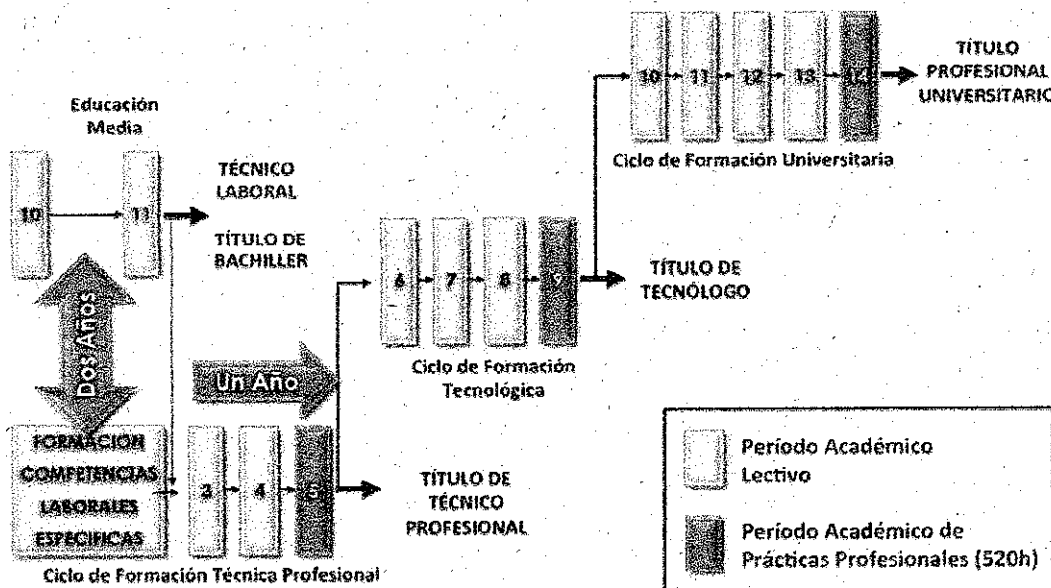 Educación
Media
10
11
TÉCNICO
LABORAL
TÍTULO DE
BACHILLER
Dos Años
FORMACIÓN
COMPETENCIAS
LABORALES
ESPECIFICAS
3
4
5
Un Año
TÍTULO DE
TÉCNICO
PROFESIONAL
Ciclo de Formación Técnica Profesional
6
7
8
9
Ciclo de Formación
Tecnológica
TÍTULO DE
TECNÓLOGO
10
11
12
13
14
Ciclo de Formación Universitaria
TÍTULO
PROFESIONAL
UNIVERSITARIO
Período Académico
Lectivo
Período Académico de
Prácticas Profesionales (520h)